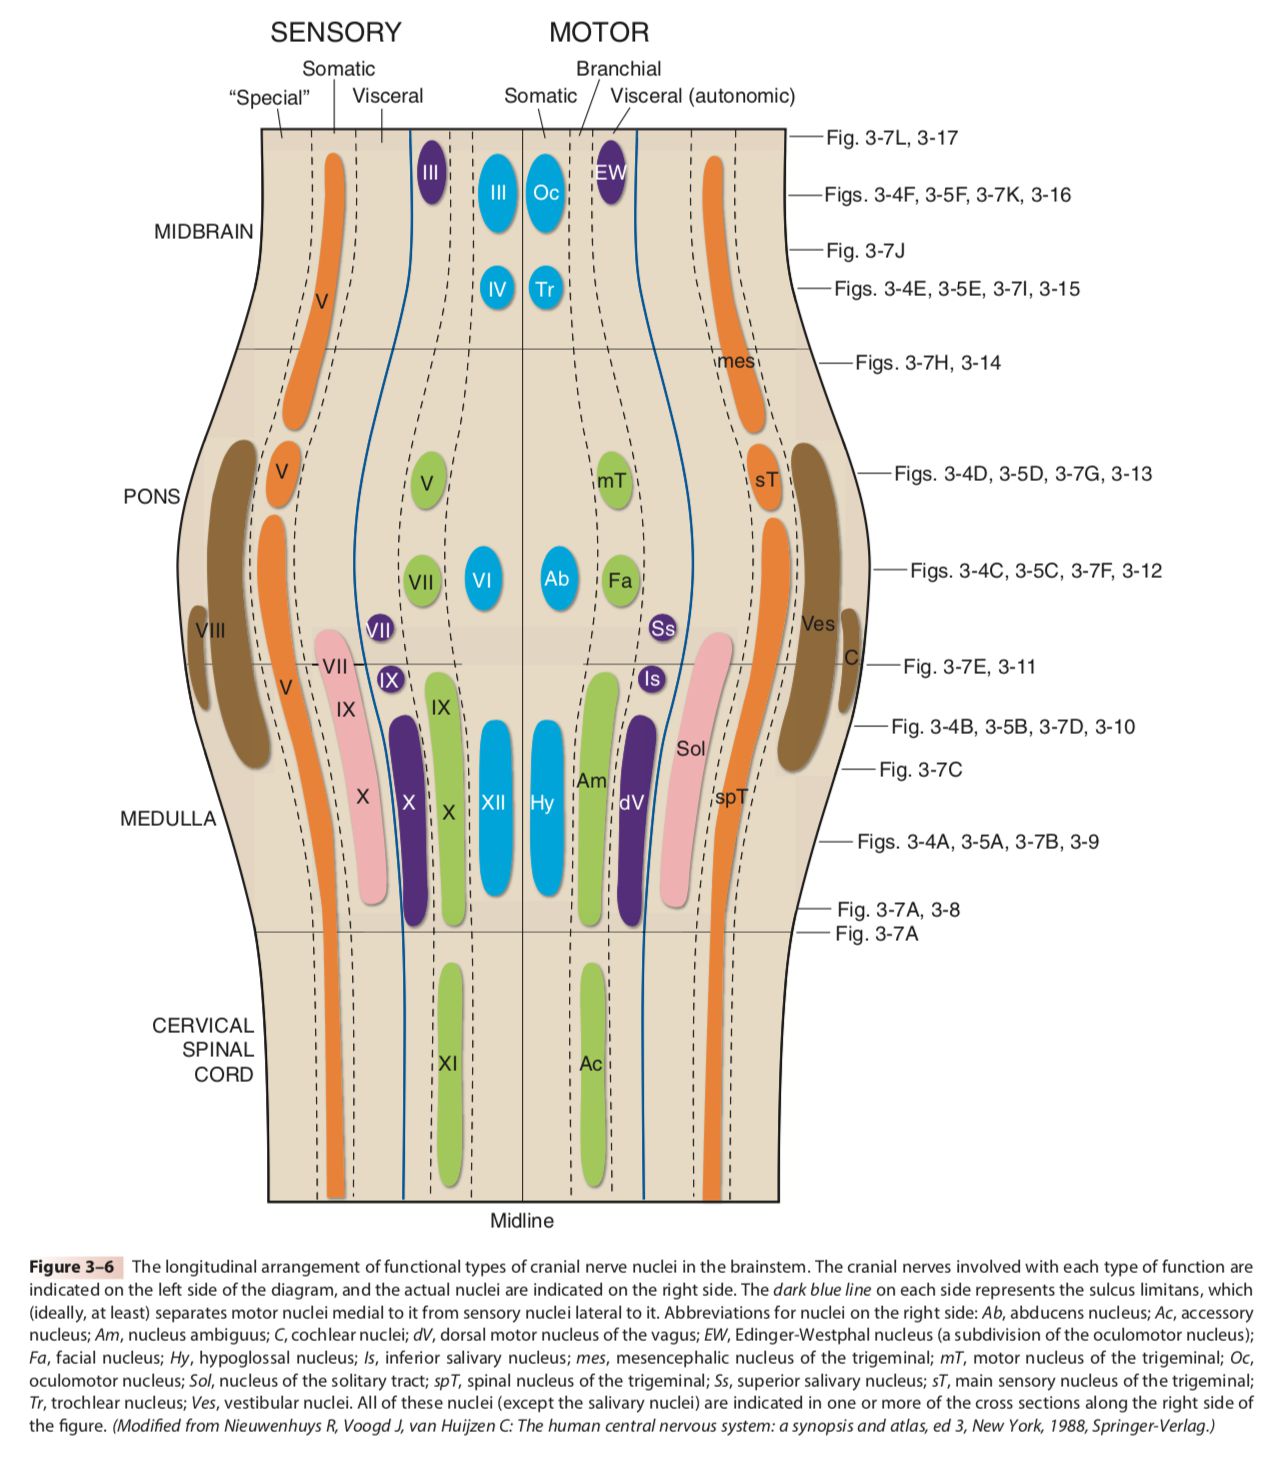 SENSORY MOTOR
Somatic Branchial
“Special” Visceral Somatic Visceral (autonomic)
Fig. 3-7L, 3-17
III EW
III Oc Figs. 3-4F, 3-5F, 3-7K, 3-16
MIDBRAIN
Fig. 3-7J
IV Tr Figs. 3-4E, 3-5E, 3-7I, 3-15
V
mes Figs. 3-7H, 3-14
V V mT sT Figs. 3-4D, 3-5D, 3-7G, 3-13
PONS
VII VI Ab Fa Figs. 3-4C, 3-5C, 3-7F, 3-12
VIII VII Ss Ves
VII C Fig. 3-7E, 3-11
V IX Is
IX IX
Fig. 3-4B, 3-5B, 3-7D, 3-10
Sol
Fig. 3-7C
Am
X X X XII Hy dV spT
MEDULLA
Figs. 3-4A, 3-5A, 3-7B, 3-9
Fig. 3-7A, 3-8
Fig. 3-7A
CERVICAL
SPINAL
CORD
XI Ac
Midline
Figure 3–6 The longitudinal arrangement of functional types of cranial nerve nuclei in the brainstem. The cranial nerves involved with each type of function are
indicated on the left side of the diagram, and the actual nuclei are indicated on the right side. The dark blue line on each side represents the sulcus limitans, which
(ideally, at least) separates motor nuclei medial to it from sensory nuclei lateral to it. Abbreviations for nuclei on the right side: Ab, abducens nucleus; Ac, accessory
nucleus; Am, nucleus ambiguus; C, cochlear nuclei; dV, dorsal motor nucleus of the vagus; EW, Edinger-Westphal nucleus (a subdivision of the oculomotor nucleus);
Fa, facial nucleus; Hy, hypoglossal nucleus; Is, inferior salivary nucleus; mes, mesencephalic nucleus of the trigeminal; mT, motor nucleus of the trigeminal; Oc,
oculomotor nucleus; Sol, nucleus of the solitary tract; spT, spinal nucleus of the trigeminal; Ss, superior salivary nucleus; sT, main sensory nucleus of the trigeminal;
Tr, trochlear nucleus; Ves, vestibular nuclei. All of these nuclei (except the salivary nuclei) are indicated in one or more of the cross sections along the right side of
the figure. (Modified from Nieuwenhuys R, Voogd J, van Huijzen C: The human central nervous system: a synopsis and atlas, ed 3, New York, 1988, Springer-Verlag.)